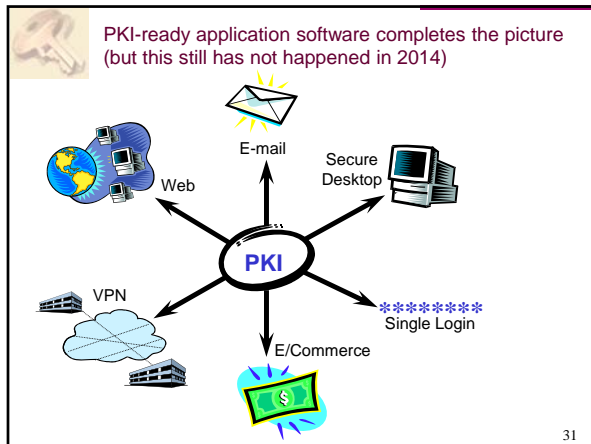 PKI-ready application software completes the picture
(but this still has not happened in 2014)
E-mail
Secure
Desktop
Web
PKI
VPN
********
Single Login
E/Commerce
$
31